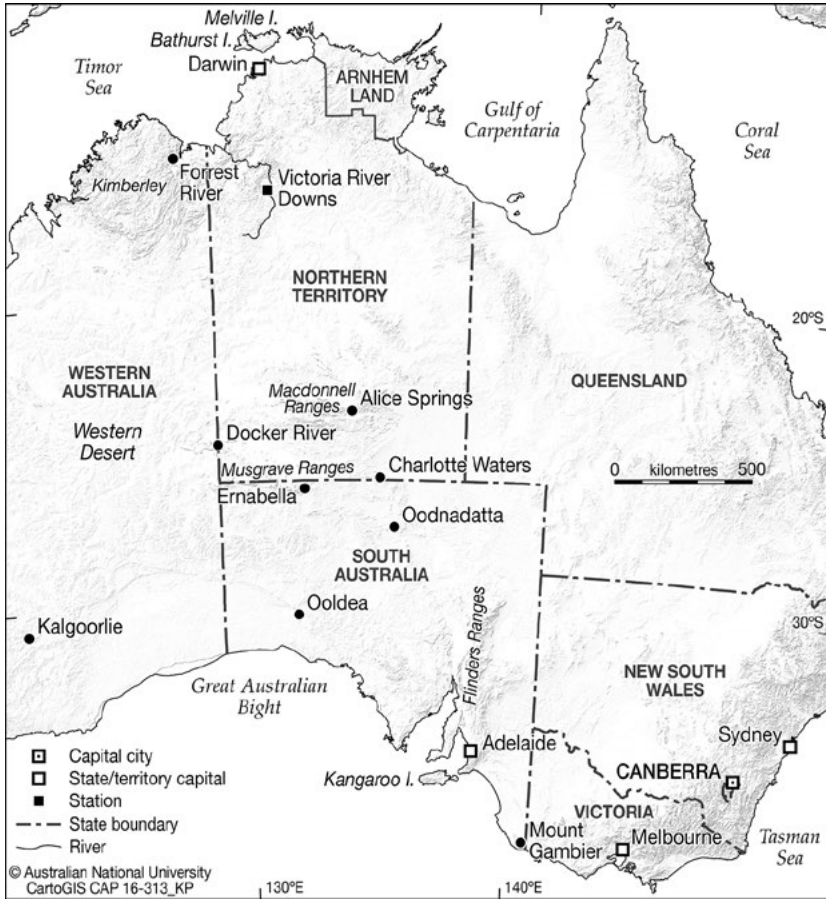 Melville I.
Bathurst I.
Darwin
Timor
Sea
ARNHEM
LAND
Gulf of
Carpentaria
Coral
Sea
Kimberley
Forrest
River
Victoria River
Downs
NORTHERN
TERRITORY
20°S
WESTERN
AUSTRALIA
Western
Desert
Macdonnell
Ranges
Alice Springs
QUEENSLAND
Docker River
Musgrave Ranges
Charlotte Waters
0 kilometres 500
Ernabella
Oodnadatta
SOUTH
AUSTRALIA
Ooldea
Kalgoorlie
Flinders Ranges
30°S
Great Australian
Bight
NEW SOUTH
WALES
Sydney
Adelaide
CANBERRA
Kangaroo I.
VICTORIA
Mount
Gambier
Melbourne
Tasman
Sea
Capital city
State/territory capital
Station
State boundary
River
© Australian National University
CartoGIS CAP 16-313_KP
130°E
140°E